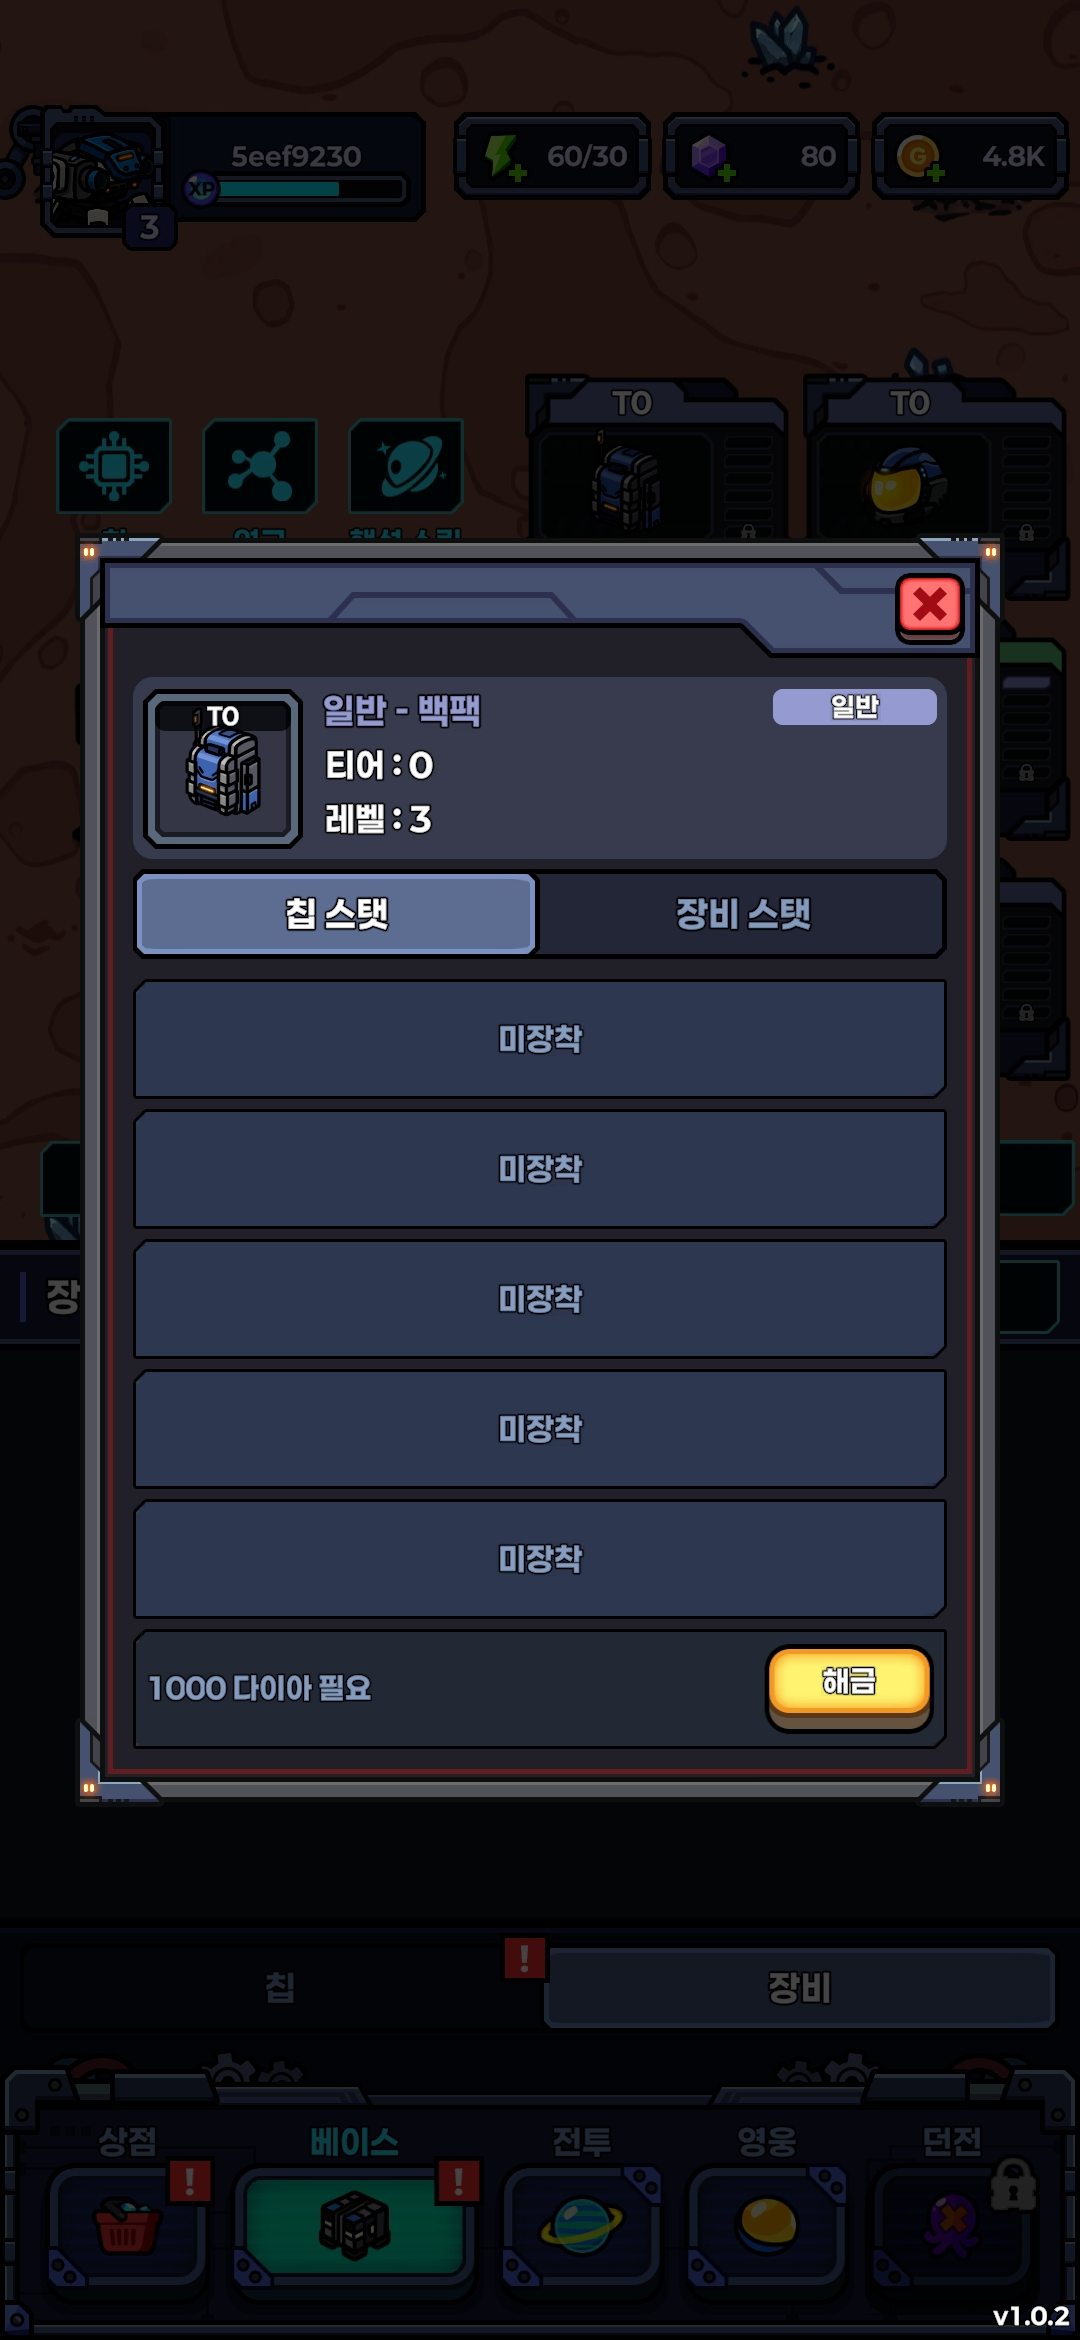 5eef9230
60/30
80
4.8K
XP
3
T0
T0
T0
일반 - 백팩
일반
티어 : 0
레벨 : 3
칩 스탯
장비 스탯
미장착
미장착
미장착
미장착
미장착
1000 다이아 필요
해금
칩
!
장비
상점
베이스
전투
영웅
던전
!
!
v1.0.2